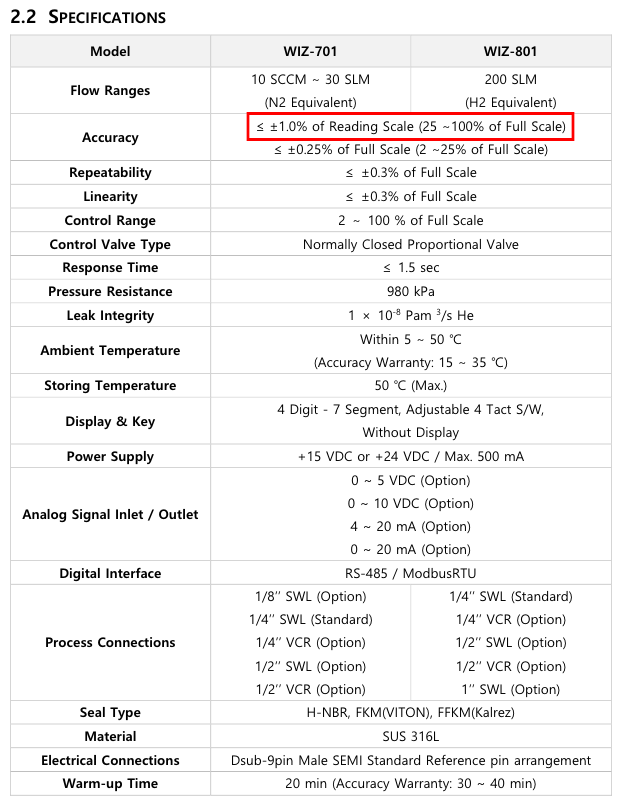 2.2 SPECIFICATIONS
Model WIZ-701 WIZ-801
Flow Ranges 10 SCCM ~ 30 SLM 200 SLM
(N2 Equivalent) (H2 Equivalent)
Accuracy ≤ ±1.0% of Reading Scale (25 ~100% of Full Scale)
≤ ±0.25% of Full Scale (2 ~25% of Full Scale)
Repeatability ≤ ±0.3% of Full Scale
Linearity ≤ ±0.3% of Full Scale
Control Range 2 ~ 100 % of Full Scale
Control Valve Type Normally Closed Proportional Valve
Response Time ≤ 1.5 sec
Pressure Resistance 980 kPa
Leak Integrity 1 × 10⁻⁸ Pam ³/s He
Ambient Temperature Within 5 ~ 50 ℃
(Accuracy Warranty: 15 ~ 35 ℃)
Storing Temperature 50 ℃ (Max.)
Display & Key 4 Digit - 7 Segment, Adjustable 4 Tact S/W,
Without Display
Power Supply +15 VDC or +24 VDC / Max. 500 mA
Analog Signal Inlet / Outlet 0 ~ 5 VDC (Option)
0 ~ 10 VDC (Option)
4 ~ 20 mA (Option)
0 ~ 20 mA (Option)
Digital Interface RS-485 / ModbusRTU
Process Connections 1/8’’ SWL (Option) 1/4’’ SWL (Standard)
1/4’’ SWL (Standard) 1/4’’ VCR (Option)
1/4’’ VCR (Option) 1/2’’ SWL (Option)
1/2’’ SWL (Option) 1/2’’ VCR (Option)
1/2’’ VCR (Option) 1’’ SWL (Option)
Seal Type H-NBR, FKM(VITON), FFKM(Kalrez)
Material SUS 316L
Electrical Connections Dsub-9pin Male SEMI Standard Reference pin arrangement
Warm-up Time 20 min (Accuracy Warranty: 30 ~ 40 min)